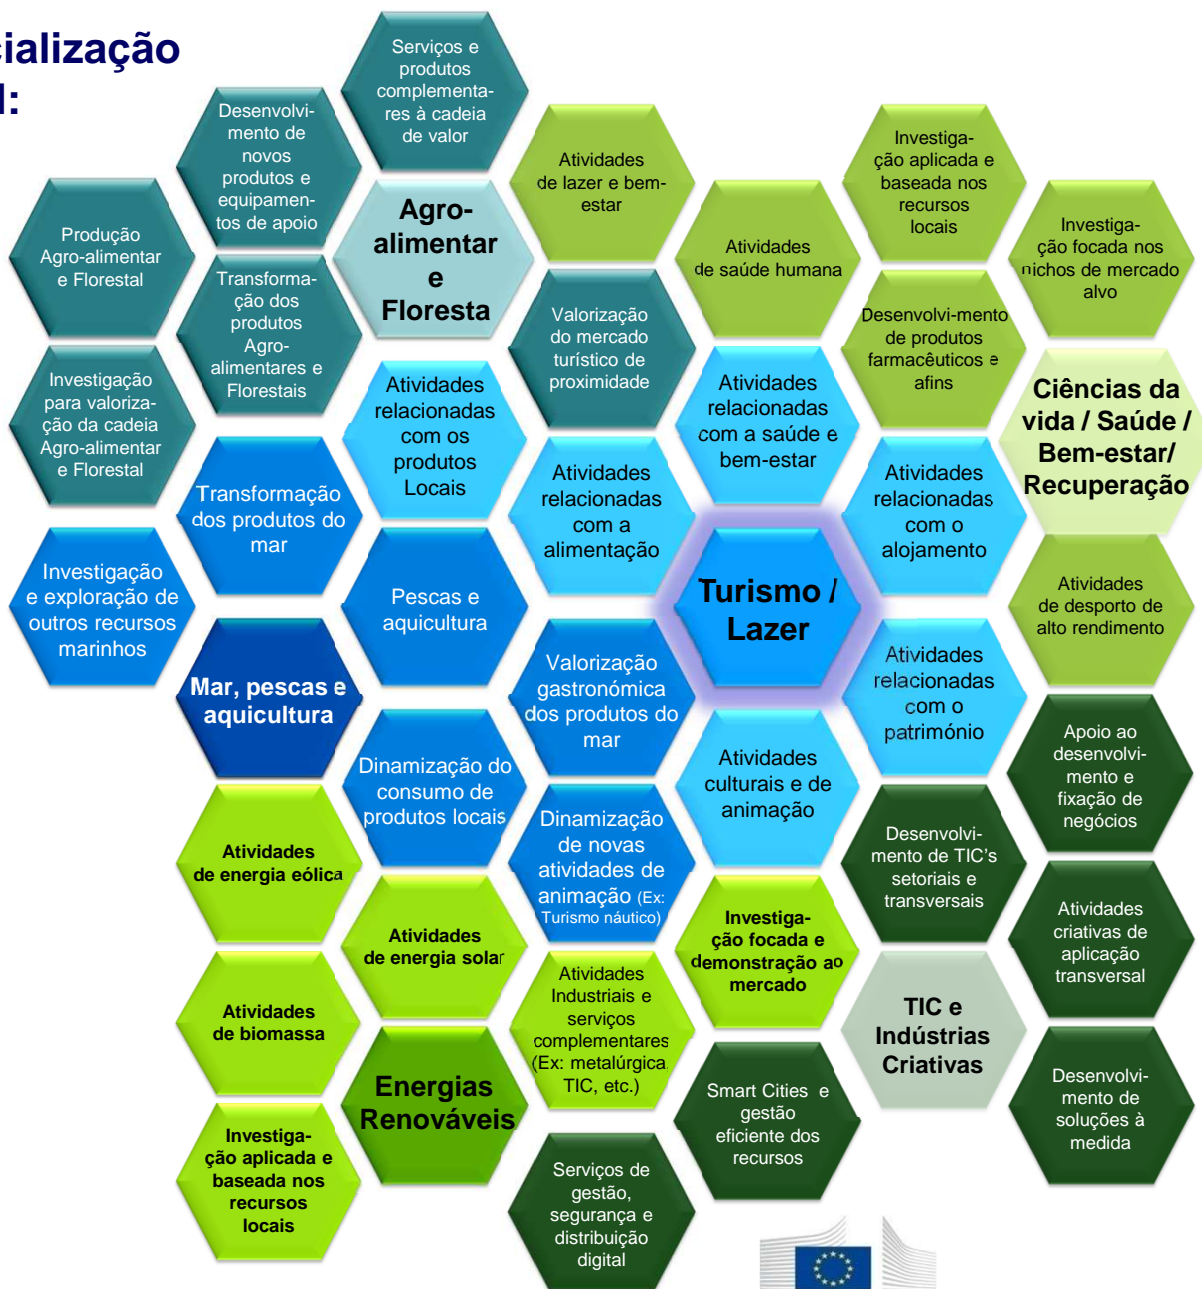 cialização
l:
Serviços e
produtos
complementa-
res à cadeia
de valor
Desenvolvi-
mento de
novos
produtos e
equipamen-
tos de apoio
Atividades
de lazer e bem-
estar
Investiga-
ção aplicada e
baseada nos
recursos
locais
Produção
Agro-alimentar
e Florestal
Agro-
alimentar
e
Floresta
Atividades
de saúde humana
Investiga-
ção focada nos
nichos de mercado
alvo
Transforma-
ção dos
produtos
Agro-
alimentares e
Florestais
Valorização
do mercado
turístico de
proximidade
Desenvolvi-mento
de produtos
farmacêuticos e
afins
Investigação
para valoriza-
ção da cadeia
Agro-alimentar
e Florestal
Atividades
relacionadas
com os
produtos
Locais
Atividades
relacionadas
com a saúde e
bem-estar
Ciências da
vida / Saúde /
Bem-estar/
Recuperação
Transformação
dos produtos do
mar
Atividades
relacionadas
com a
alimentação
Atividades
relacionadas
com o
alojamento
Investigação
e exploração de
outros recursos
marinhos
Pescas e
aquicultura
Turismo /
Lazer
Atividades
de desporto de
alto rendimento
Mar, pescas e
aquicultura
Valorização
gastronómica
dos produtos do
mar
Atividades
relacionadas
com o
património
Dinamização do
consumo de
produtos locais
Atividades
culturais e de
animação
Apoio ao
desenvolvi-
mento e
fixação de
negócios
Atividades
de energia eólica
Dinamização
de novas
atividades de
animação (Ex:
Turismo náutico)
Desenvolvi-
mento de TIC's
setoriais e
transversais
Atividades
de energia solar
Investiga-
ção focada e
demonstração ao
mercado
Atividades
criativas de
aplicação
transversal
Atividades
de biomassa
Atividades
Industriais e
serviços
complementares
(Ex: metalúrgica,
TIC, etc.)
TIC e
Indústrias
Criativas
Energias
Renováveis
Smart Cities e
gestão
eficiente dos
recursos
Desenvolvi-
mento de
soluções à
medida
Investiga-
ção aplicada e
baseada nos
recursos
locais
Serviços de
gestão,
segurança e
distribuição
digital